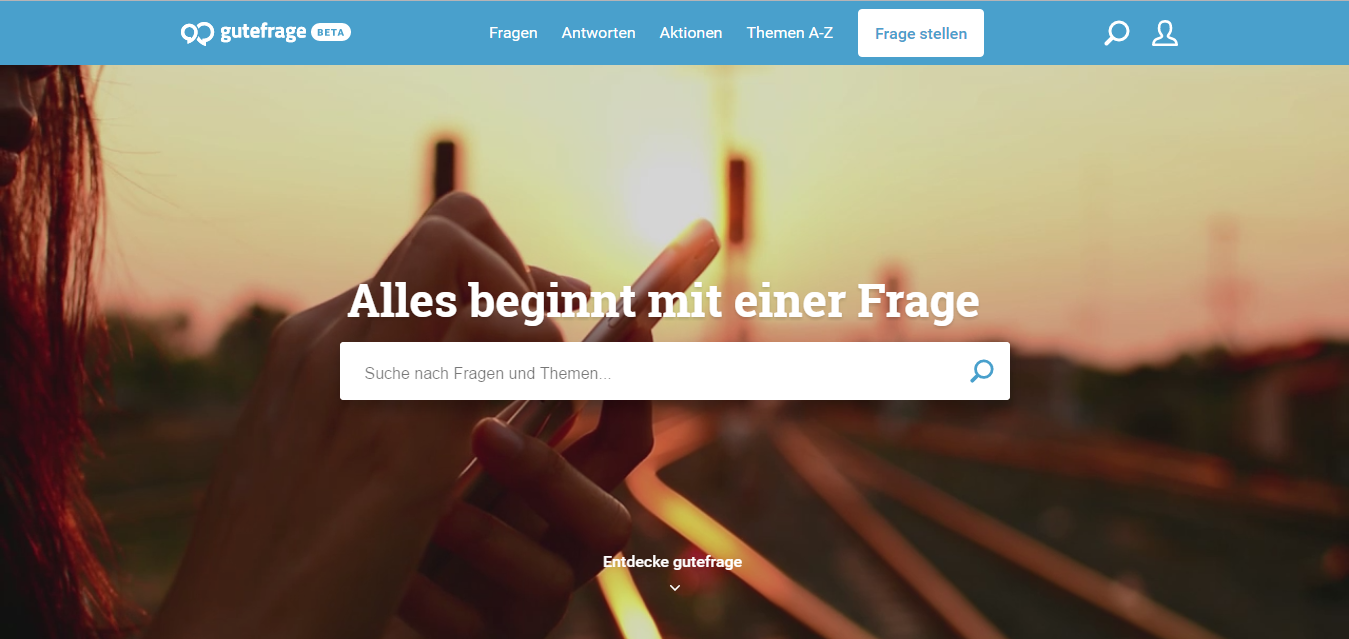 gutefrage BETA
Fragen Antworten Aktionen Themen A-Z Frage stellen
Alles beginnt mit einer Frage
Suche nach Fragen und Themen...
Entdecke gutefrage